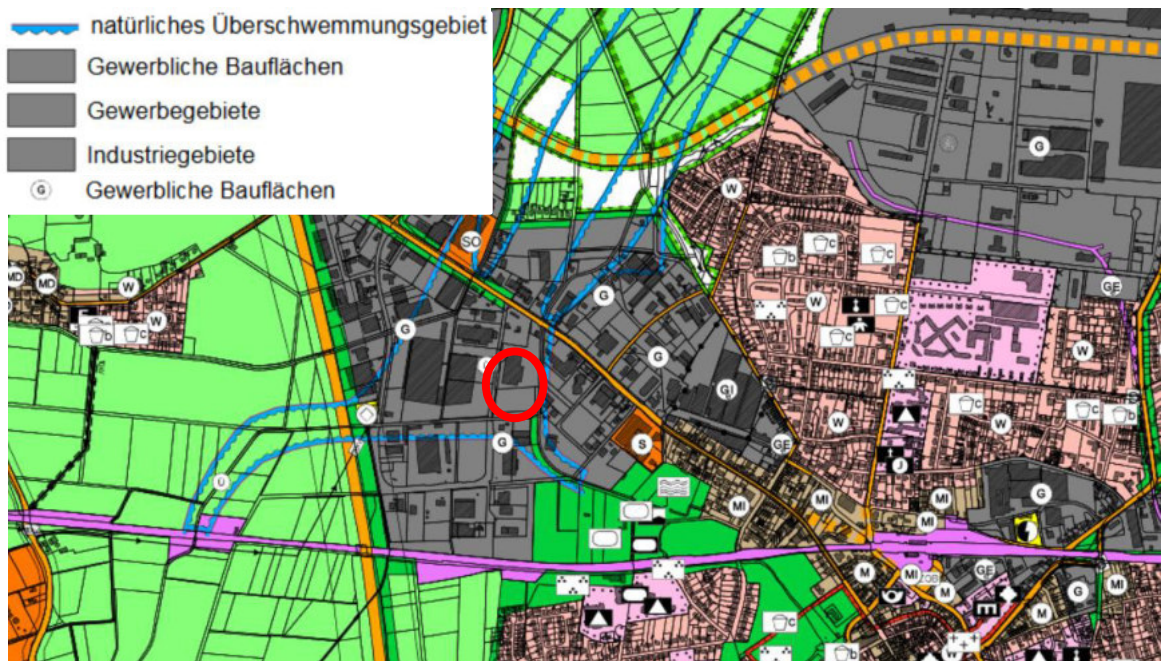 natürliches Überschwemmungsgebiet
Gewerbliche Bauflächen
Gewerbegebiete
Industriegebiete
G Gewerbliche Bauflächen
G
W
SO
b
c
c
MD
MD
W
GE
G
W
c
b
c
W
G
G
c
W
GI
G
S
W
c
c
b
GE
J
Ü
MI
MI
MI
MI
G
M
MI
ZOB
M
GE
G
MI
M
c
b
W